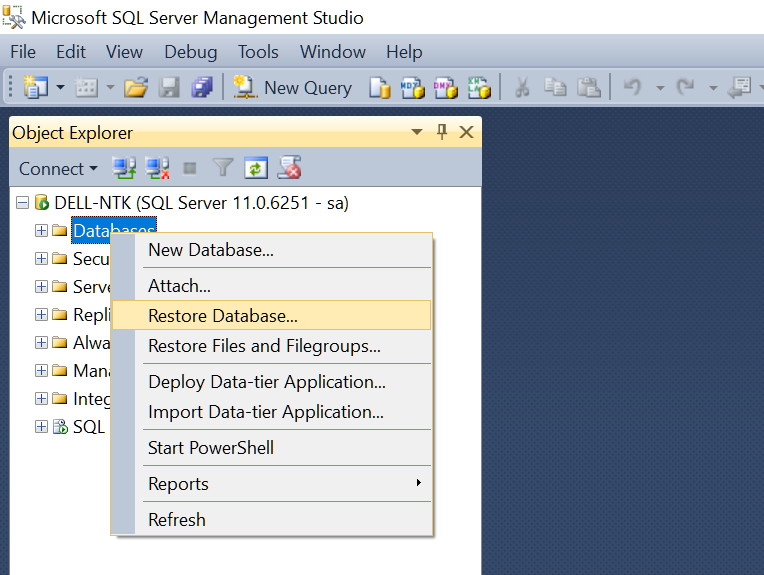 Microsoft SQL Server Management Studio
File Edit View Debug Tools Window Help
New Query
Object Explorer
Connect
DELL-NTK (SQL Server 11.0.6251 - sa)
Databases
New Database...
Secu
Attach...
Serve
Restore Database...
Repli
Restore Files and Filegroups...
Alwa
Mana
Deploy Data-tier Application...
Integ
Import Data-tier Application...
SQL
Start PowerShell
Reports
Refresh